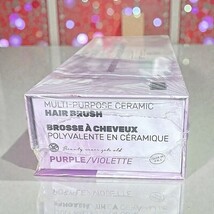 MULTI-PURPOSE CERAMIC
HAIR BRUSH
BROSSE À CHEVEUX
POLYVALENTE EN CÉRAMIQUE
PURPLE/VIOLETTE